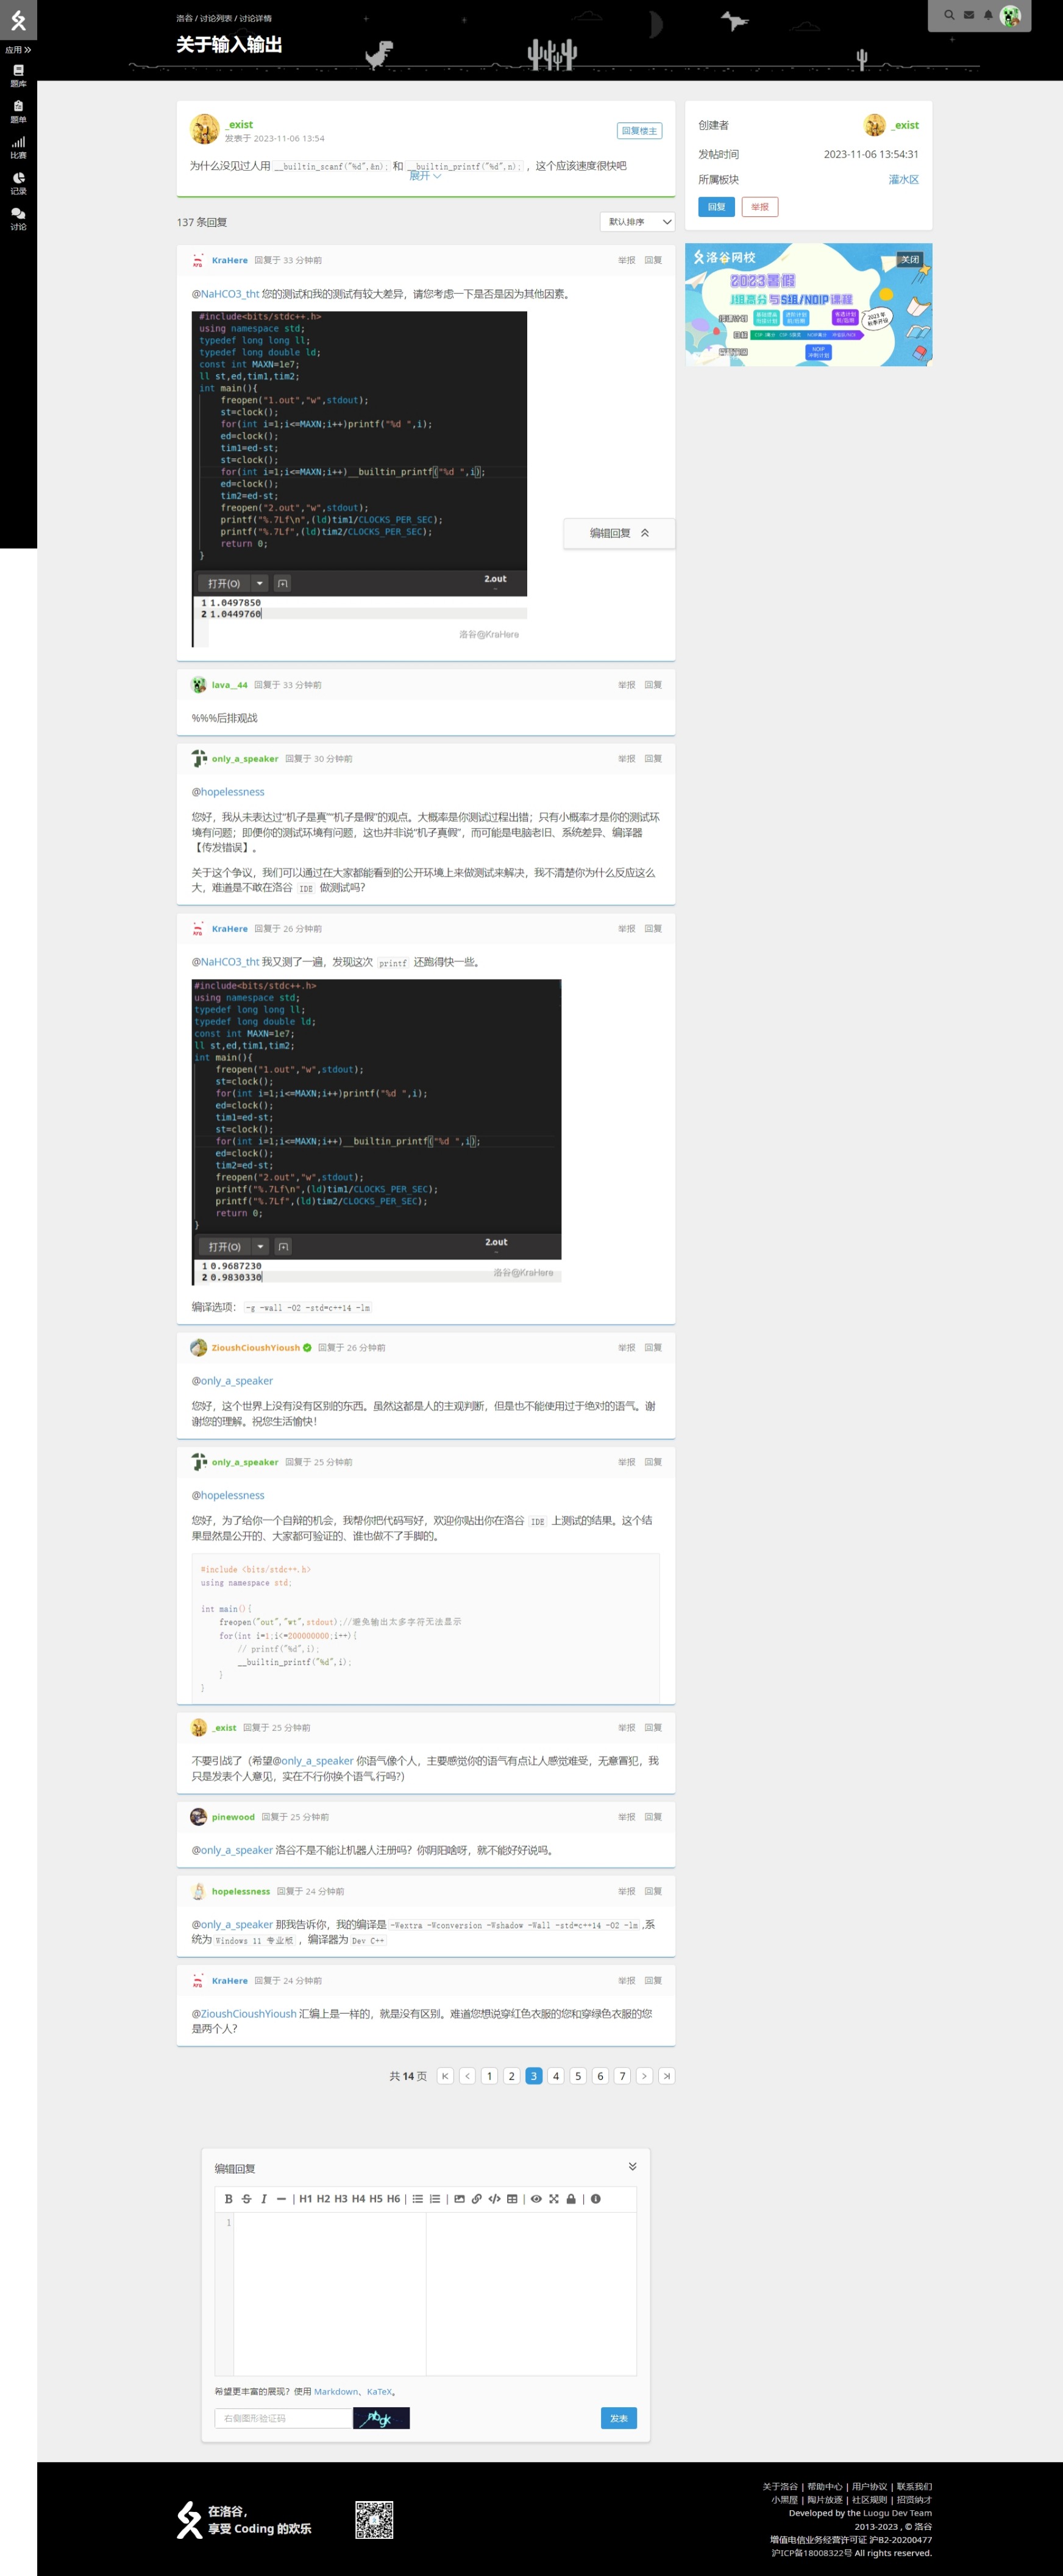 洛谷 / 讨论列表 / 讨论详情
关于输入输出
应用
题库
题单
比赛
记录
讨论
_exist
发表于 2023-11-06 13:54
回复楼主
为什么没见过人用 __builtin_scanf("%d",&n); 和 __builtin_printf("%d",n); ，这个应该速度很快吧
展开
创建者
_exist
发帖时间
2023-11-06 13:54:31
所属板块
灌水区
回复
举报
洛谷网校
关闭
2023暑假
J组高分与S组/NOIP课程
137 条回复
默认排序
KraHere 回复于 33 分钟前
举报 回复
@NaHCO3_tht 您的测试和我的测试有较大差异，请您考虑一下是否是因为其他因素。
#include<bits/stdc++.h>
using namespace std;
typedef long long ll;
typedef long double ld;
const int MAXN=1e7;
ll st,ed,tim1,tim2;
int main(){
freopen("1.out","w",stdout);
st=clock();
for(int i=1;i<=MAXN;i++)printf("%d ",i);
ed=clock();
tim1=ed-st;
st=clock();
for(int i=1;i<=MAXN;i++)__builtin_printf("%d ",i);
ed=clock();
tim2=ed-st;
freopen("2.out","w",stdout);
printf("%.7Lf\n",(ld)tim1/CLOCKS_PER_SEC);
printf("%.7Lf",(ld)tim2/CLOCKS_PER_SEC);
return 0;
}
编辑回复
打开(O)
2.out
1 1.0497850
2 1.0449760
洛谷@KraHere
lava__44 回复于 33 分钟前
举报 回复
%%%后排观战
only_a_speaker 回复于 30 分钟前
举报 回复
@hopelessness
您好，我从未表达过“机子是真”“机子是假”的观点。大概率是你测试过程出错；只有小概率才是你的测试环
境有问题；即便你的测试环境有问题，这也并非说“机子真假”，而可能是电脑老旧、系统差异、编译器
【传发错误】。
关于这个争议，我们可以通过在大家都能看到的公开环境上来做测试来解决，我不清楚你为什么反应这么
大，难道是不敢在洛谷 IDE 做测试吗？
KraHere 回复于 26 分钟前
举报 回复
@NaHCO3_tht 我又测了一遍，发现这次 printf 还跑得快一些。
#include<bits/stdc++.h>
using namespace std;
typedef long long ll;
typedef long double ld;
const int MAXN=1e7;
ll st,ed,tim1,tim2;
int main(){
freopen("1.out","w",stdout);
st=clock();
for(int i=1;i<=MAXN;i++)printf("%d ",i);
ed=clock();
tim1=ed-st;
st=clock();
for(int i=1;i<=MAXN;i++)__builtin_printf("%d ",i);
ed=clock();
tim2=ed-st;
freopen("2.out","w",stdout);
printf("%.7Lf\n",(ld)tim1/CLOCKS_PER_SEC);
printf("%.7Lf",(ld)tim2/CLOCKS_PER_SEC);
return 0;
}
打开(O)
2.out
1 0.9687230
2 0.9830330
洛谷@KraHere
编译选项： -g -wall -O2 -std=c++14 -lm
ZioushCioushYioush 回复于 26 分钟前
举报 回复
@only_a_speaker
您好，这个世界上没有没有区别的东西。虽然这都是人的主观判断，但是也不能使用过于绝对的语气。谢
谢您的理解。祝您生活愉快！
only_a_speaker 回复于 25 分钟前
举报 回复
@hopelessness
您好，为了给你一个自辩的机会，我帮你把代码写好，欢迎你贴出你在洛谷 IDE 上测试的结果。这个结
果显然是公开的、大家都可验证的、谁也做不了手脚的。
#include <bits/stdc++.h>
using namespace std;
int main(){
freopen("out","wt",stdout);//避免输出太多字符无法显示
for(int i=1;i<=200000000;i++){
// printf("%d",i);
__builtin_printf("%d",i);
}
}
_exist 回复于 25 分钟前
举报 回复
不要引战了（希望@only_a_speaker 你语气像个人，主要感觉你的语气有点让人感觉难受，无意冒犯，我
只是发表个人意见，实在不行你换个语气,行吗?）
pinewood 回复于 25 分钟前
举报 回复
@only_a_speaker 洛谷不是不能让机器人注册吗？你阴阳啥呀，就不能好好说吗。
hopelessness 回复于 24 分钟前
举报 回复
@only_a_speaker 那我告诉你，我的编译是 -Wextra -Wconversion -Wshadow -Wall -std=c++14 -O2 -lm ,系
统为 Windows 11 专业版 ，编译器为 Dev C++
KraHere 回复于 24 分钟前
举报 回复
@ZioushCioushYioush 汇编上是一样的，就是没有区别。难道您想说穿红色衣服的您和穿绿色衣服的您
是两个人？
共 14 页 1 2 3 4 5 6 7
编辑回复
B S I | H1 H2 H3 H4 H5 H6
1
希望更丰富的展现？使用 Markdown、KaTeX。
右侧图形验证码
发表
在洛谷，
享受 Coding 的欢乐
关于洛谷 | 帮助中心 | 用户协议 | 联系我们
小黑屋 | 陶片放逐 | 社区规则 | 招贤纳才
Developed by the Luogu Dev Team
2013-2023 , © 洛谷
增值电信业务经营许可证 沪B2-20200477
沪ICP备18008322号 All rights reserved.